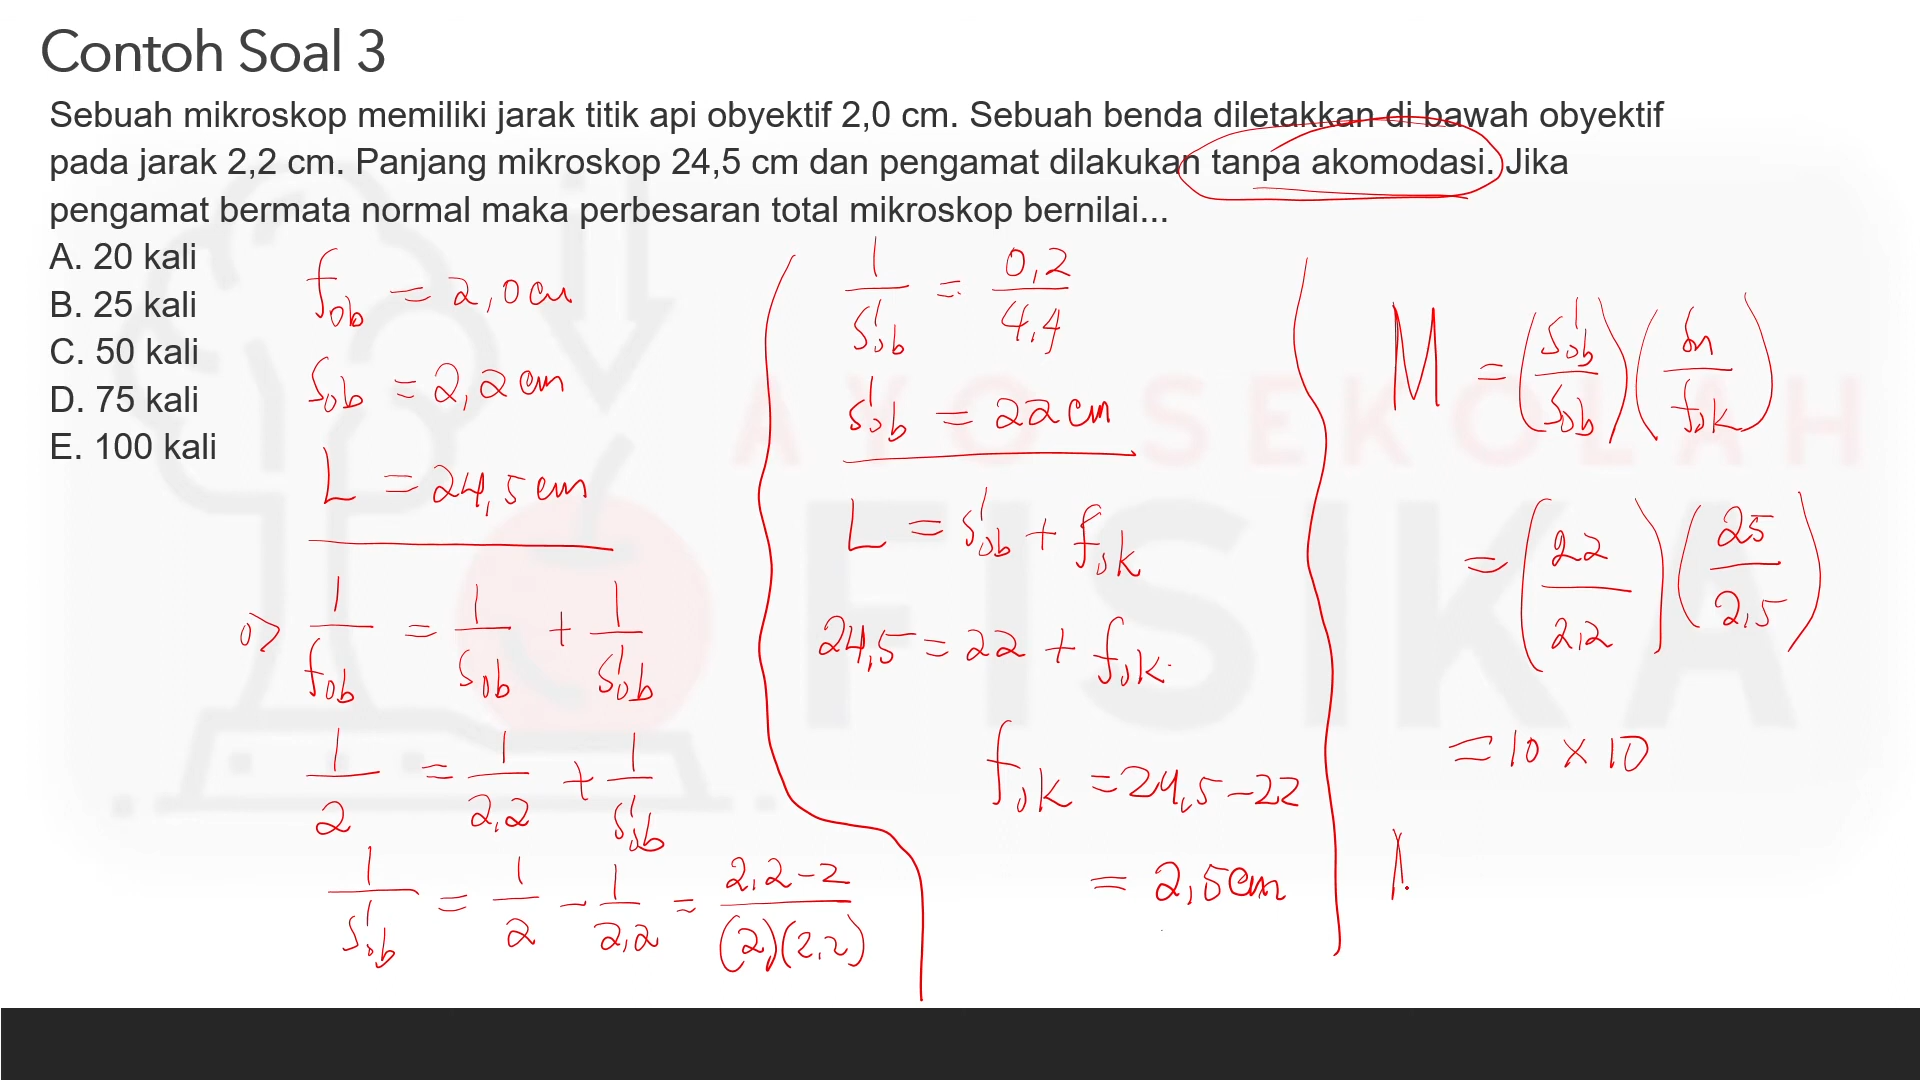 Contoh Soal 3
Sebuah mikroskop memiliki jarak titik api obyektif 2,0 cm. Sebuah benda diletakkan di bawah obyektif
pada jarak 2,2 cm. Panjang mikroskop 24,5 cm dan pengamat dilakukan tanpa akomodasi. Jika
pengamat bermata normal maka perbesaran total mikroskop bernilai...
A. 20 kali
B. 25 kali
C. 50 kali
D. 75 kali
E. 100 kali
f_ob = 2,0 cm
s_ob = 2,2 cm
L = 24,5 cm
0> 1/f_ob = 1/s_ob + 1/s'_ob
1/2 = 1/2,2 + 1/s'_ob
1/s'_ob = 1/2 - 1/2,2 = (2,2-2)/((2)(2,2))
1/s'_ob = 0,2/4,4
s'_ob = 22 cm
L = s'_ob + f_ok
24,5 = 22 + f_ok
f_ok = 24,5 - 22
= 2,5 cm
M = (s'_ob/s_ob)(sn/f_ok)
= (22/2,2)(25/2,5)
= 10 x 10
AYO SEKOLAH
FISIKA